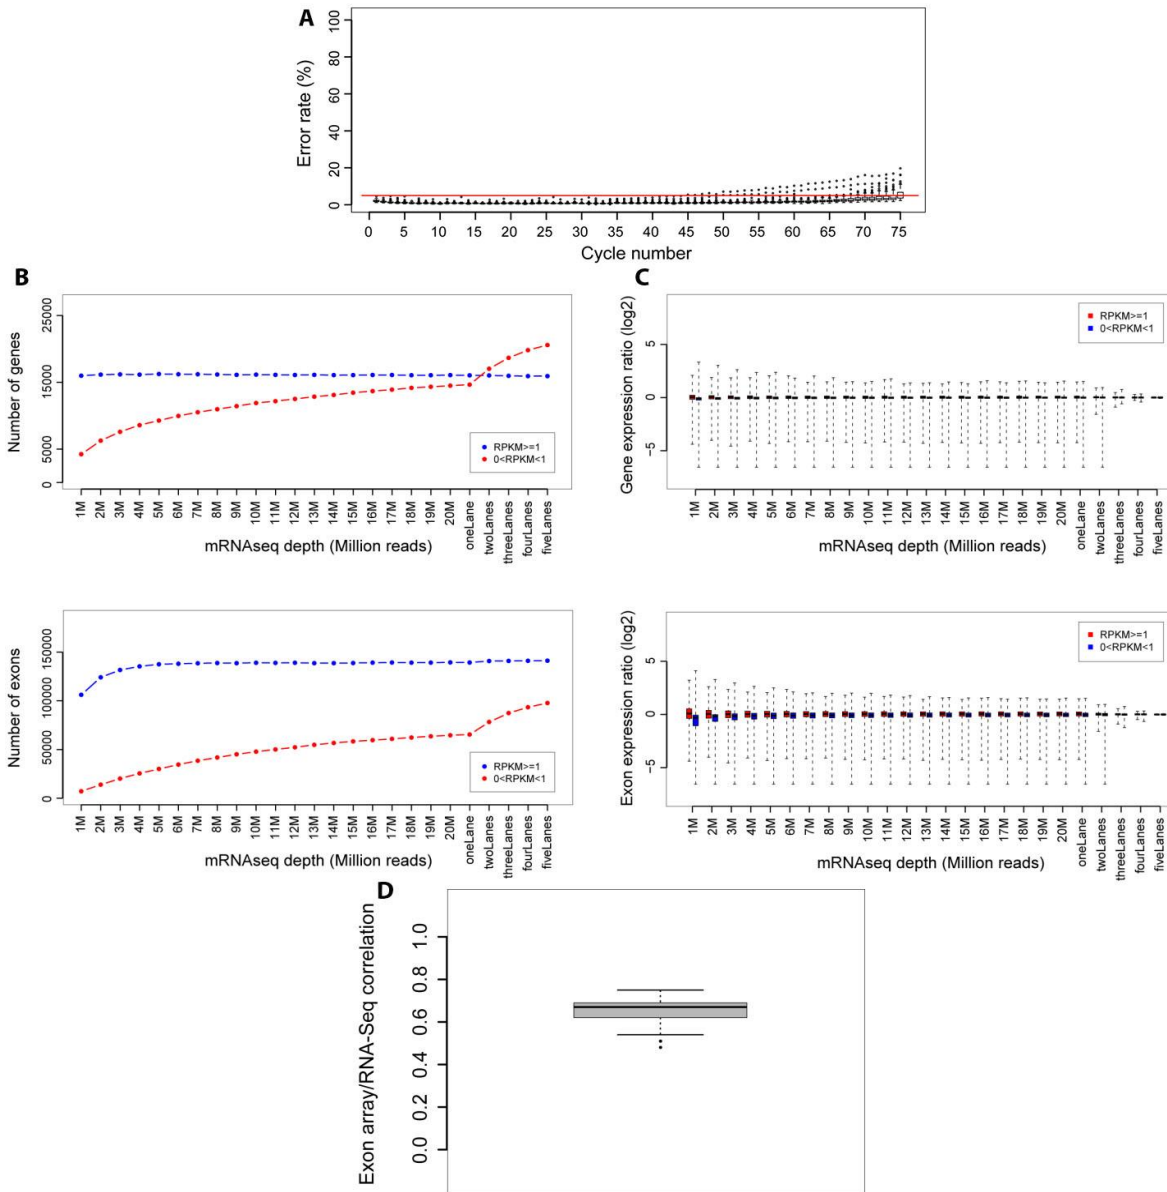 A
Error rate (%)
100
80
60
40
20
0
0 5 10 15 20 25 30 35 40 45 50 55 60 65 70 75
Cycle number
B
Number of genes
25000
15000
5000
0
RPKM>=1
0<RPKM<1
1M 2M 3M 4M 5M 6M 7M 8M 9M 10M 11M 12M 13M 14M 15M 16M 17M 18M 19M 20M oneLane twoLanes threeLanes fourLanes fiveLanes
mRNAseq depth (Million reads)
Number of exons
150000
100000
50000
0
RPKM>=1
0<RPKM<1
1M 2M 3M 4M 5M 6M 7M 8M 9M 10M 11M 12M 13M 14M 15M 16M 17M 18M 19M 20M oneLane twoLanes threeLanes fourLanes fiveLanes
mRNAseq depth (Million reads)
C
Gene expression ratio (log2)
5
0
−5
RPKM>=1
0<RPKM<1
1M 2M 3M 4M 5M 6M 7M 8M 9M 10M 11M 12M 13M 14M 15M 16M 17M 18M 19M 20M oneLane twoLanes threeLanes fourLanes fiveLanes
mRNAseq depth (Million reads)
Exon expression ratio (log2)
5
0
−5
RPKM>=1
0<RPKM<1
1M 2M 3M 4M 5M 6M 7M 8M 9M 10M 11M 12M 13M 14M 15M 16M 17M 18M 19M 20M oneLane twoLanes threeLanes fourLanes fiveLanes
mRNAseq depth (Million reads)
D
Exon array/RNA-Seq correlation
1.0
0.8
0.6
0.4
0.2
0.0